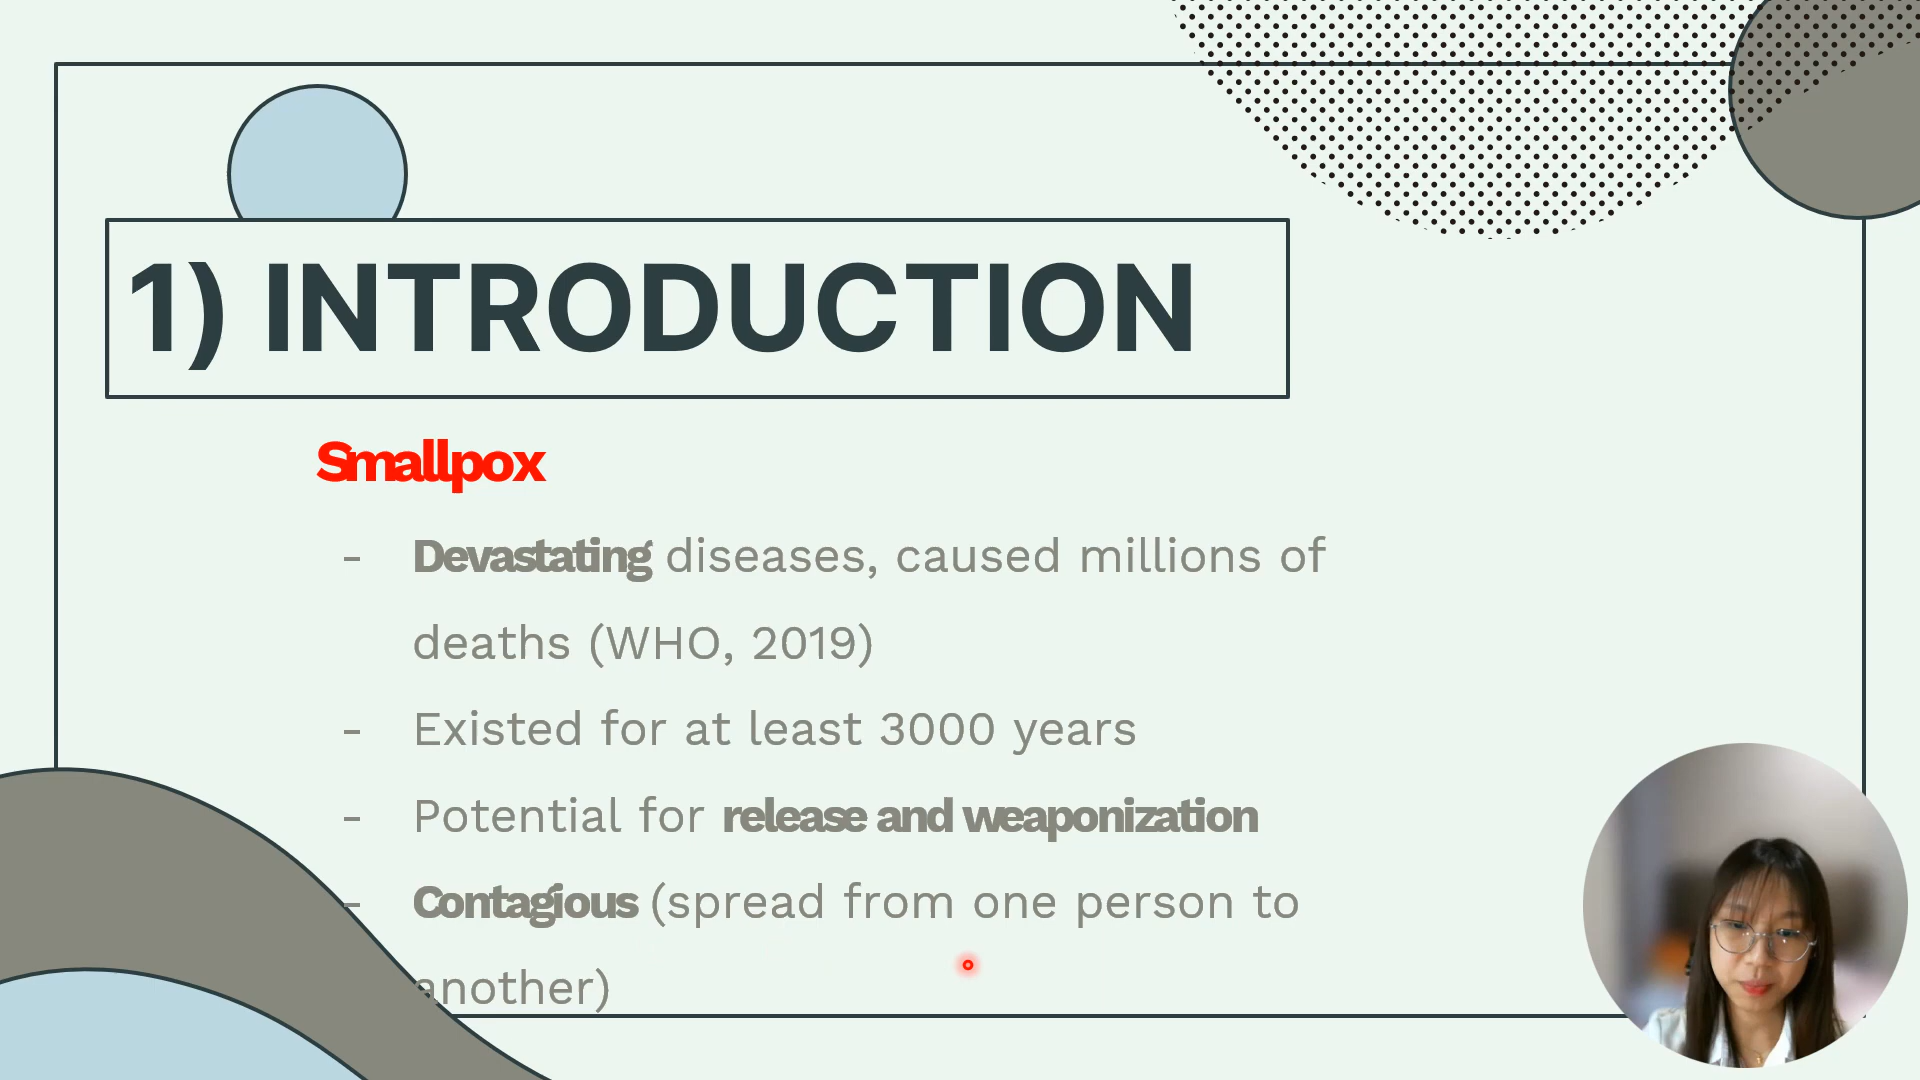 1) INTRODUCTION
Smallpox
- Devastating diseases, caused millions of
deaths (WHO, 2019)
- Existed for at least 3000 years
- Potential for release and weaponization
- Contagious (spread from one person to
another)